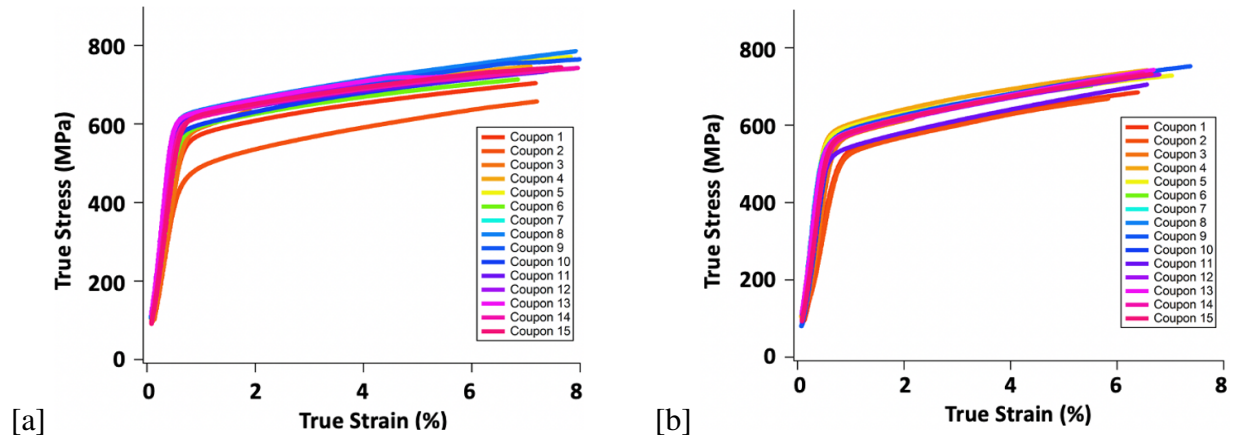 800
600
400
200
0
True Stress (MPa)
0 2 4 6 8
True Strain (%)
Coupon 1
Coupon 2
Coupon 3
Coupon 4
Coupon 5
Coupon 6
Coupon 7
Coupon 8
Coupon 9
Coupon 10
Coupon 11
Coupon 12
Coupon 13
Coupon 14
Coupon 15
[a]
800
600
400
200
0
True Stress (MPa)
0 2 4 6 8
True Strain (%)
Coupon 1
Coupon 2
Coupon 3
Coupon 4
Coupon 5
Coupon 6
Coupon 7
Coupon 8
Coupon 9
Coupon 10
Coupon 11
Coupon 12
Coupon 13
Coupon 14
Coupon 15
[b]